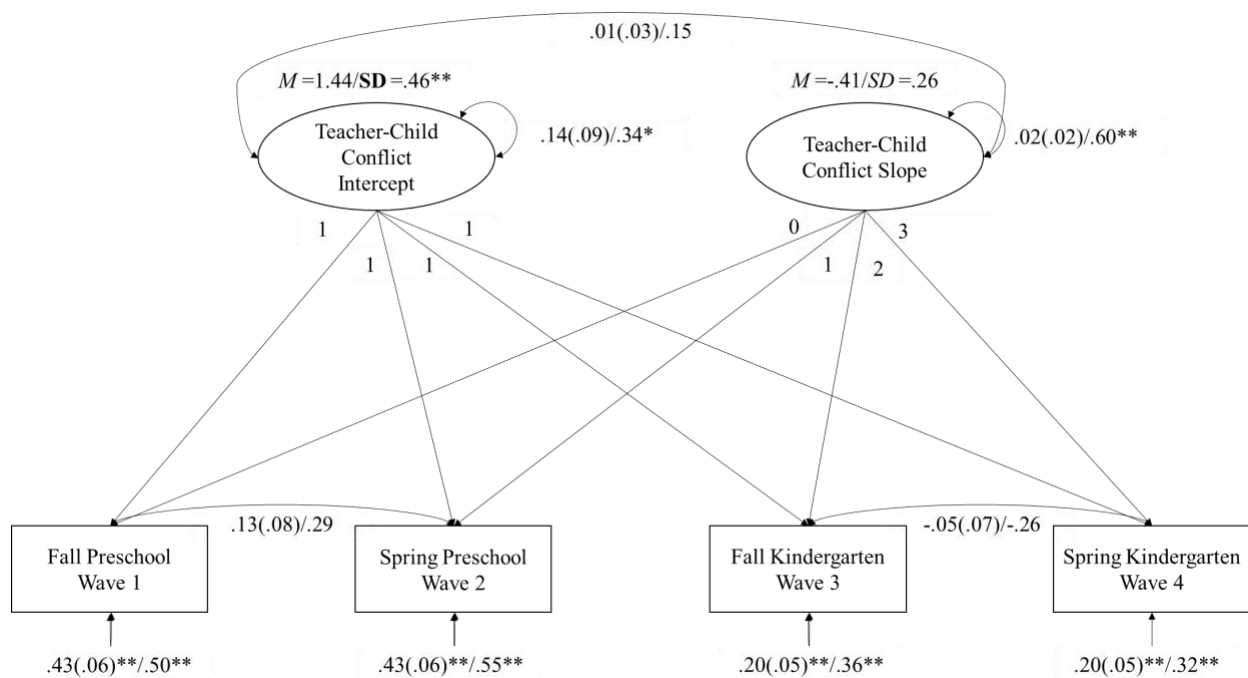 .01(.03)/.15
M =1.44/SD =.46**
M =-.41/SD =.26
Teacher-Child
Conflict
Intercept
.14(.09)/.34*
Teacher-Child
Conflict Slope
.02(.02)/.60**
1
1
1
1
0
1
2
3
.13(.08)/.29
-.05(.07)/-.26
Fall Preschool
Wave 1
Spring Preschool
Wave 2
Fall Kindergarten
Wave 3
Spring Kindergarten
Wave 4
.43(.06)**/.50**
.43(.06)**/.55**
.20(.05)**/.36**
.20(.05)**/.32**